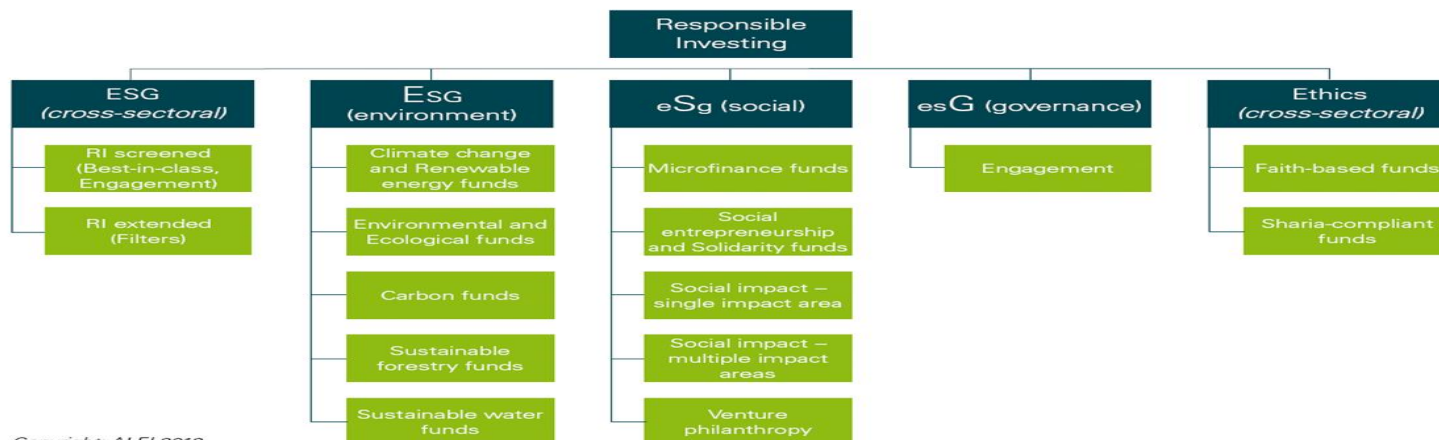 Responsible
Investing
ESG
(cross-sectoral)
RI screened
(Best-in-class,
Engagement)
RI extended
(Filters)
ESG
(environment)
Climate change
and Renewable
energy funds
Environmental and
Ecological funds
Carbon funds
Sustainable
forestry funds
Sustainable water
funds
eSg (social)
Microfinance funds
Social
entrepreneurship
and Solidarity funds
Social impact –
single impact area
Social impact –
multiple impact
areas
Venture
philanthropy
esG (governance)
Engagement
Ethics
(cross-sectoral)
Faith-based funds
Sharia-compliant
funds